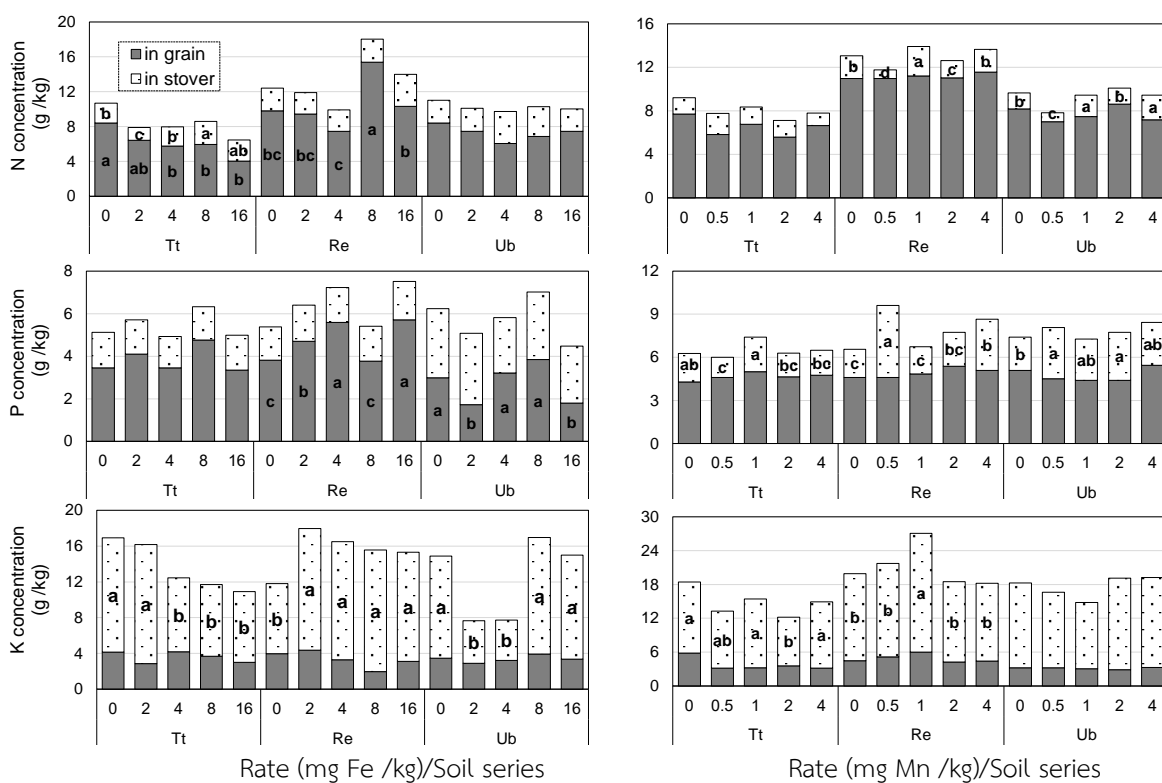 N concentration
(g /kg)
20
16
12
8
4
0
in grain
in stover
b
c
b
a
ab
a
ab
b
b
b
bc
bc
c
a
b
0 2 4 8 16 0 2 4 8 16 0 2 4 8 16
Tt Re Ub
16
12
8
4
0
b
d
a
c
b
b
c
a
b
a
0 0.5 1 2 4 0 0.5 1 2 4 0 0.5 1 2 4
Tt Re Ub
P concentration
(g /kg)
8
6
4
2
0
c
b
a
c
a
a
b
a
a
b
0 2 4 8 16 0 2 4 8 16 0 2 4 8 16
Tt Re Ub
12
9
6
3
0
ab
c
a
bc
bc
c
a
c
bc
b
b
a
ab
a
ab
0 0.5 1 2 4 0 0.5 1 2 4 0 0.5 1 2 4
Tt Re Ub
K concentration
(g /kg)
20
16
12
8
4
0
a
a
b
b
b
b
a
a
a
a
a
b
b
a
a
0 2 4 8 16 0 2 4 8 16 0 2 4 8 16
Tt Re Ub
Rate (mg Fe /kg)/Soil series
30
24
18
12
6
0
a
ab
a
b
a
b
b
a
b
b
0 0.5 1 2 4 0 0.5 1 2 4 0 0.5 1 2 4
Tt Re Ub
Rate (mg Mn /kg)/Soil series